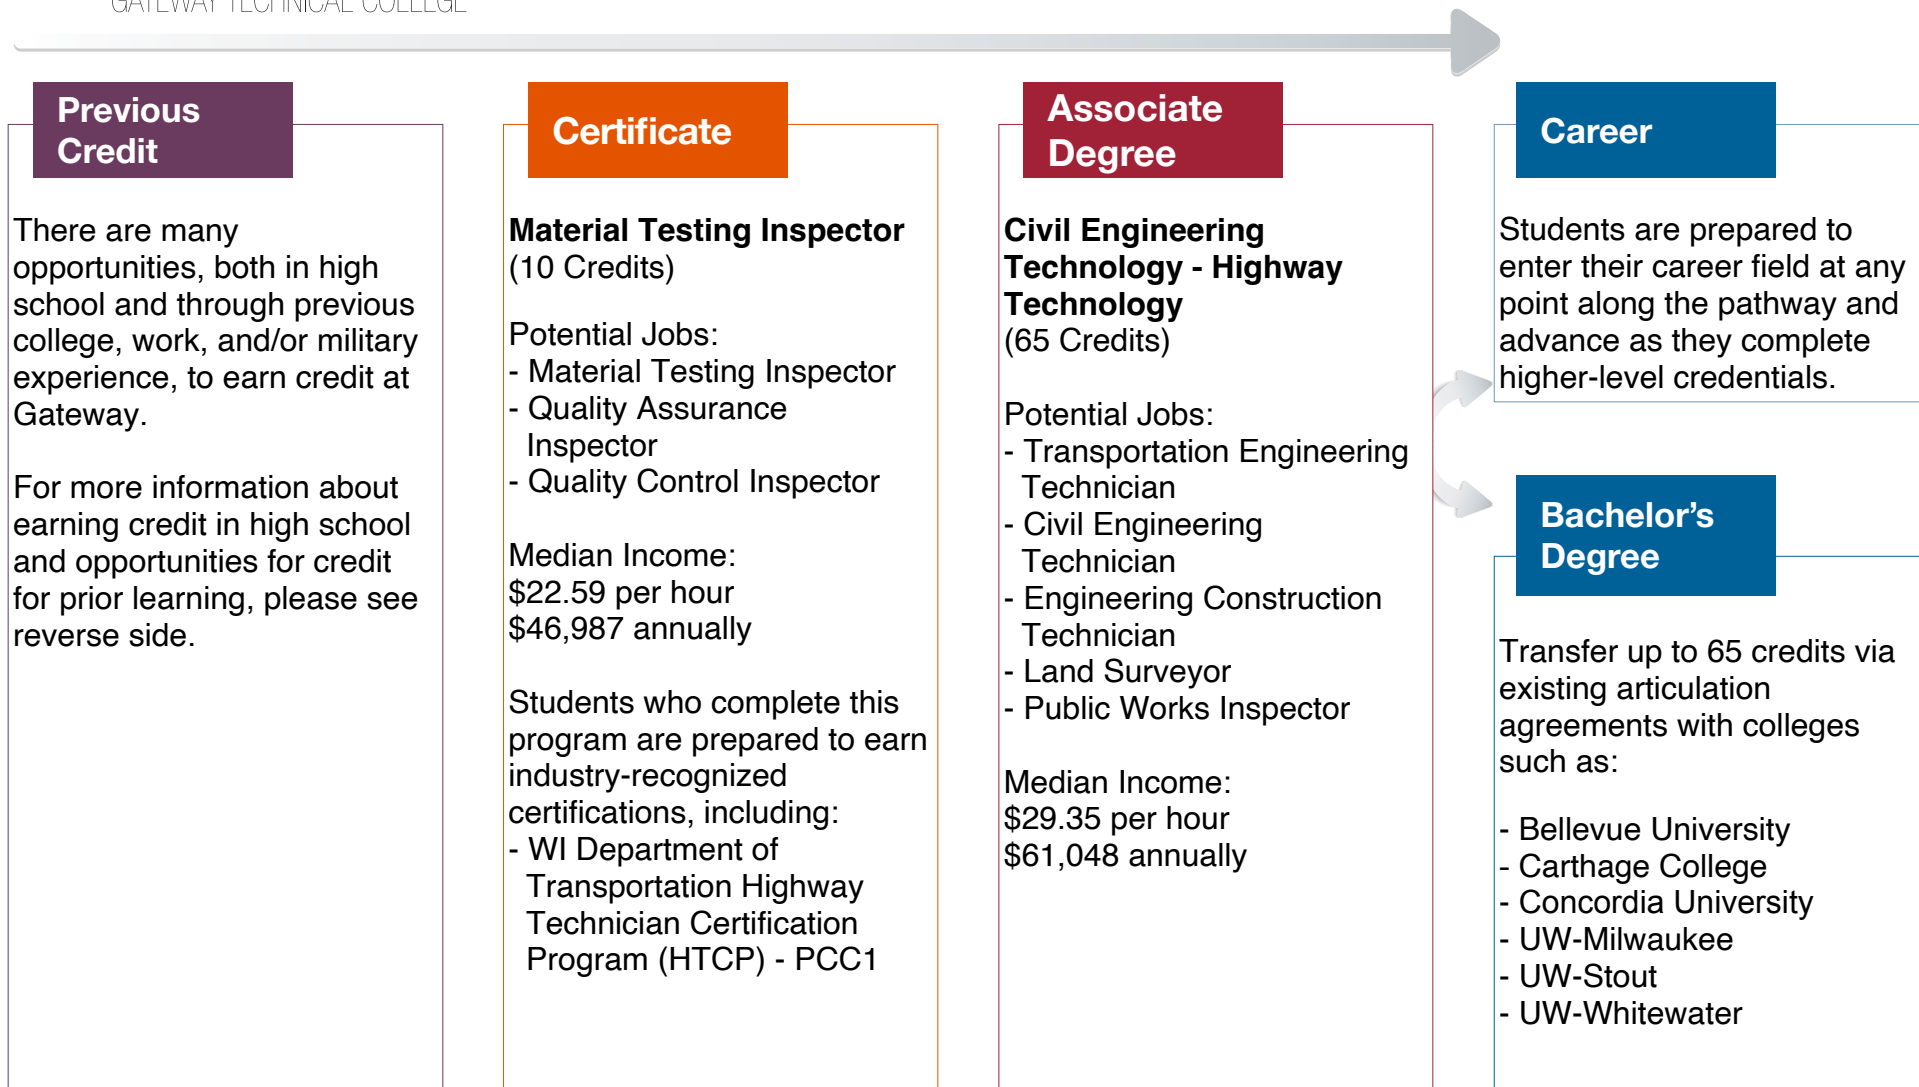 GATEWAY TECHNICAL COLLEGE
Previous
Credit
There are many
opportunities, both in high
school and through previous
college, work, and/or military
experience, to earn credit at
Gateway.
For more information about
earning credit in high school
and opportunities for credit
for prior learning, please see
reverse side.
Certificate
Material Testing Inspector
(10 Credits)
Potential Jobs:
- Material Testing Inspector
- Quality Assurance
Inspector
- Quality Control Inspector
Median Income:
$22.59 per hour
$46,987 annually
Students who complete this
program are prepared to earn
industry-recognized
certifications, including:
- WI Department of
Transportation Highway
Technician Certification
Program (HTCP) - PCC1
Associate
Degree
Civil Engineering
Technology - Highway
Technology
(65 Credits)
Potential Jobs:
- Transportation Engineering
Technician
- Civil Engineering
Technician
- Engineering Construction
Technician
- Land Surveyor
- Public Works Inspector
Median Income:
$29.35 per hour
$61,048 annually
Career
Students are prepared to
enter their career field at any
point along the pathway and
advance as they complete
higher-level credentials.
Bachelor's
Degree
Transfer up to 65 credits via
existing articulation
agreements with colleges
such as:
- Bellevue University
- Carthage College
- Concordia University
- UW-Milwaukee
- UW-Stout
- UW-Whitewater